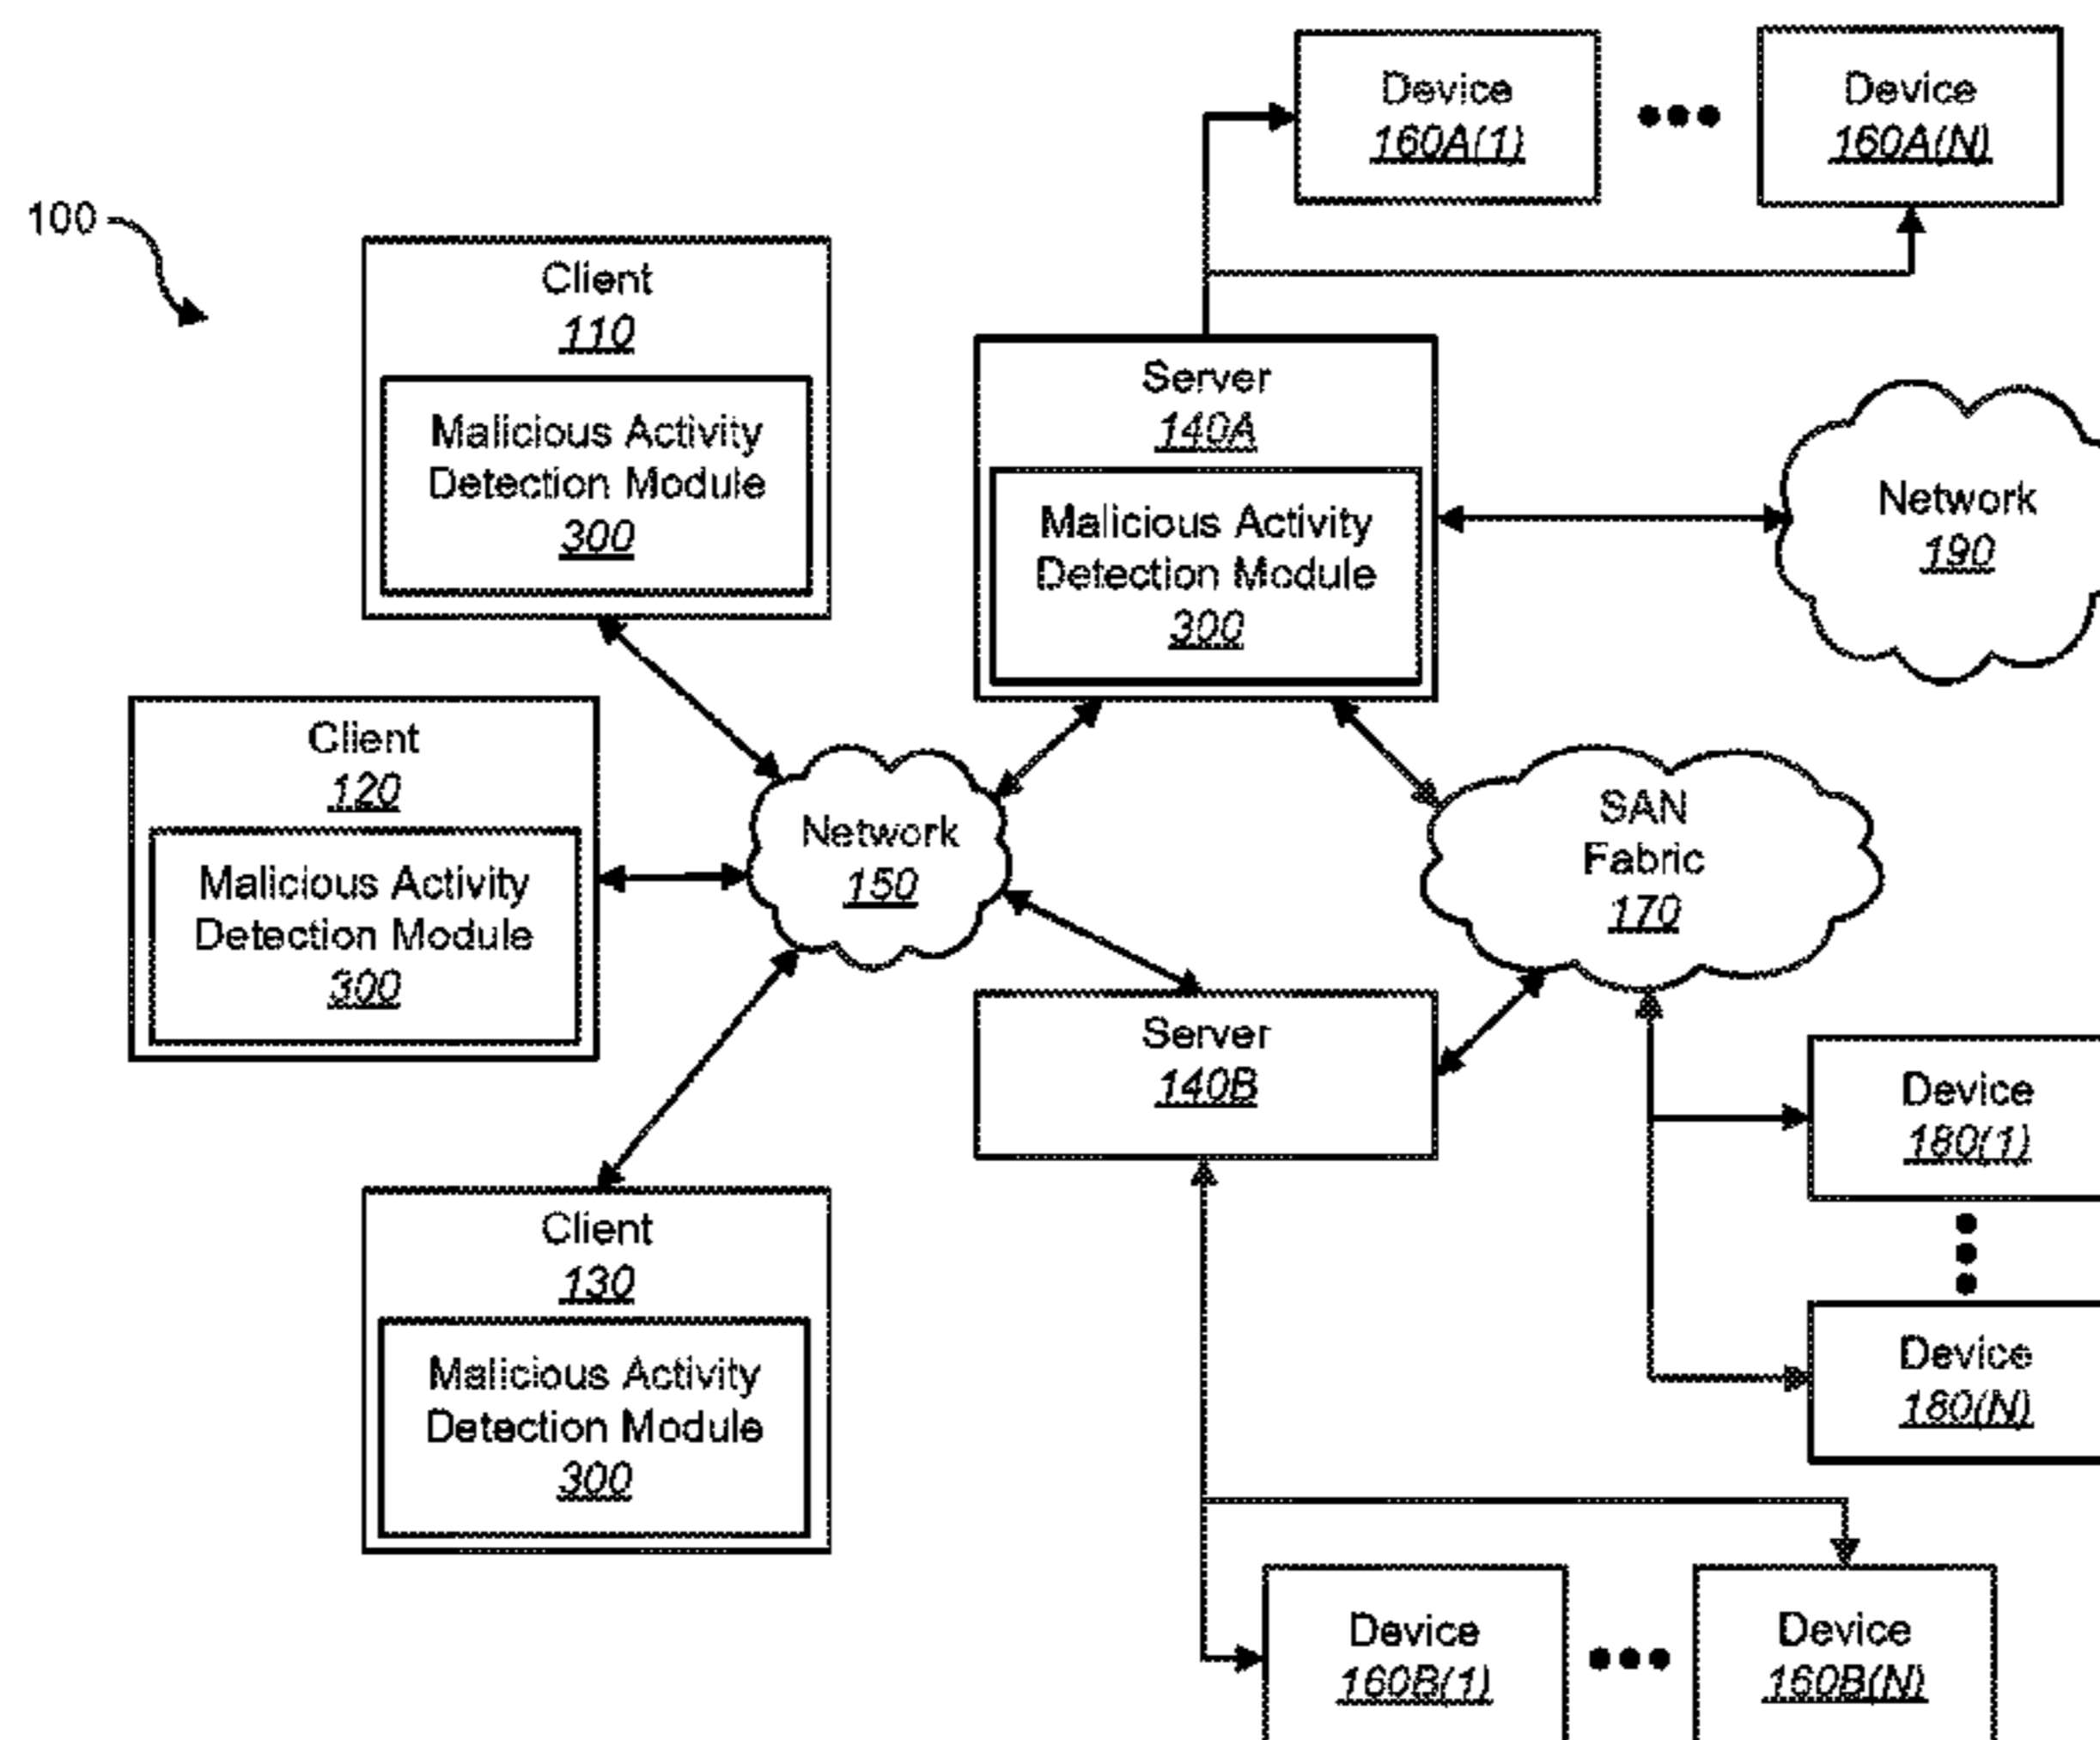 Device
160A(1)
Device
160A(N)
100
Client
110
Malicious Activity
Detection Module
300
Server
140A
Malicious Activity
Detection Module
300
Network
190
Client
120
Malicious Activity
Detection Module
300
Network
150
SAN
Fabric
170
Server
140B
Device
180(1)
Device
180(N)
Client
130
Malicious Activity
Detection Module
300
Device
160B(1)
Device
160B(N)